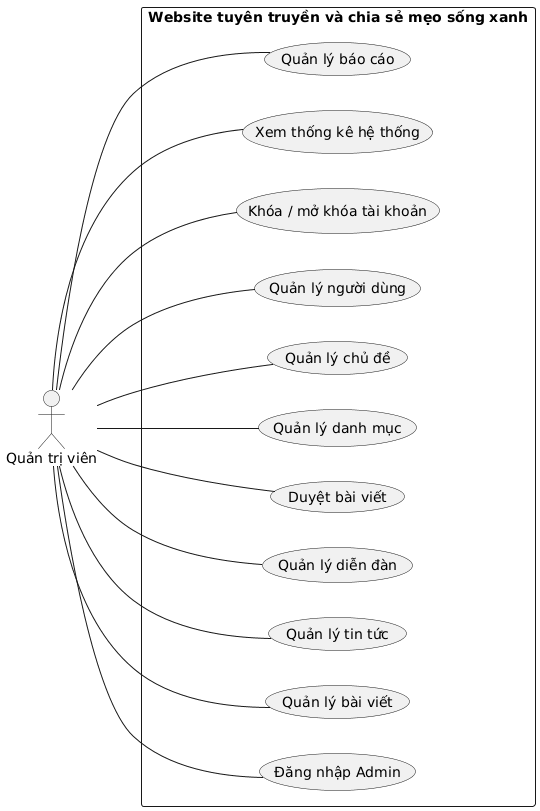 Website tuyên truyền và chia sẻ mẹo sống xanh
Quản lý báo cáo
Xem thống kê hệ thống
Khóa / mở khóa tài khoản
Quản lý người dùng
Quản lý chủ đề
Quản lý danh mục
Quản trị viên
Duyệt bài viết
Quản lý diễn đàn
Quản lý tin tức
Quản lý bài viết
Đăng nhập Admin